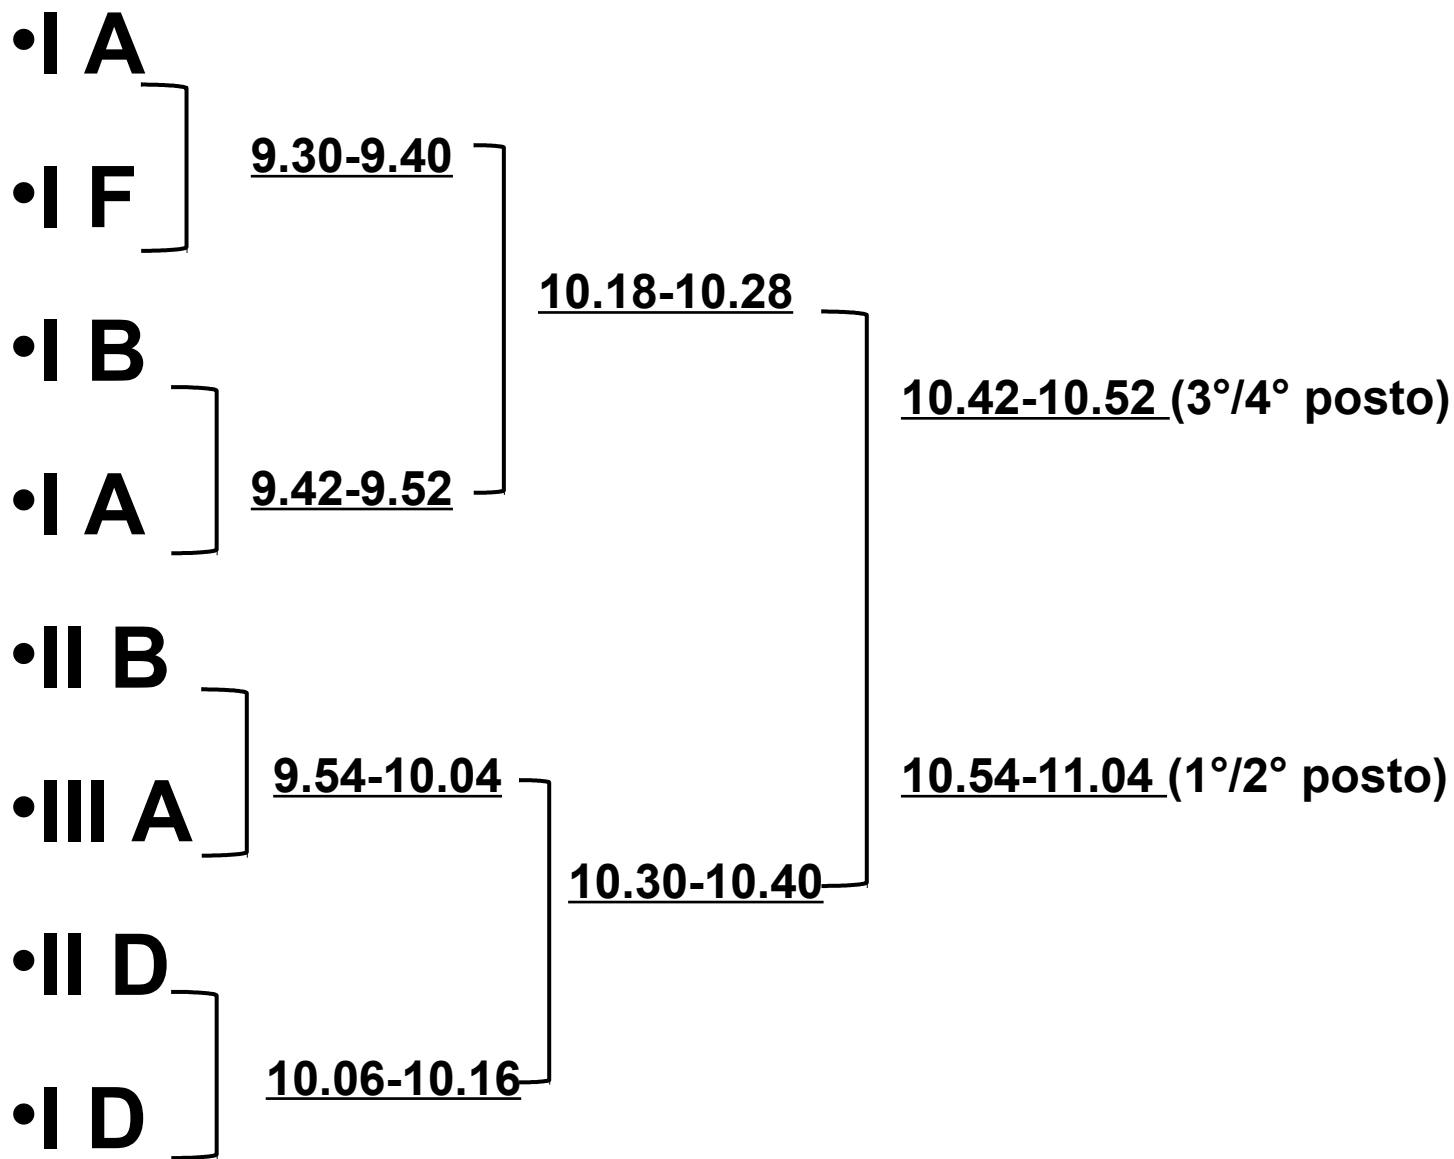 •I A
9.30-9.40
•I F
10.18-10.28
•I B
10.42-10.52 (3°/4° posto)
•I A
9.42-9.52
•II B
9.54-10.04
10.54-11.04 (1°/2° posto)
•III A
10.30-10.40
•II D
10.06-10.16
•I D